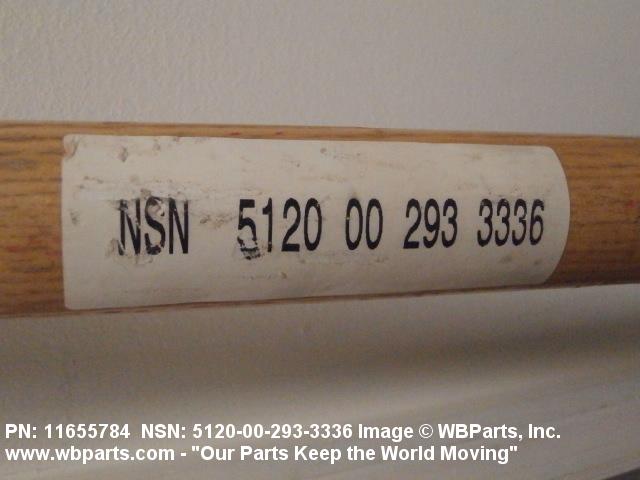 NSN 5120 00 293 3336
PN: 11655784 NSN: 5120-00-293-3336 Image © WBParts, Inc.
www.wbparts.com - "Our Parts Keep the World Moving"